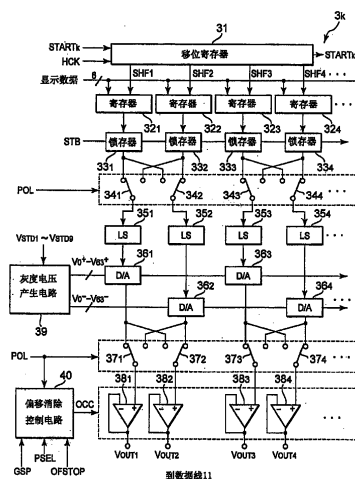 31
3k
STARTk
移位寄存器
STARTk
HCK
SHF1 SHF2 SHF3 SHF4
显示数据 6
寄存器 寄存器 寄存器 寄存器
321 322 323 324
STB 锁存器 锁存器 锁存器 锁存器
331 332 333 334
POL
341 342 343 344
351 352 353 354
LS LS LS LS
VSTD1～VSTD9
361 363
V0+~V63+ D/A D/A
灰度电压产生电路
362 364
V0-~V63- D/A D/A
39
POL
371 372 373 374
40
381 382 383 384
偏移消除控制电路
OCC
- + - + - + - +
VOUT1 VOUT2 VOUT3 VOUT4
PSEL
GSP OFSTOP
到数据线11